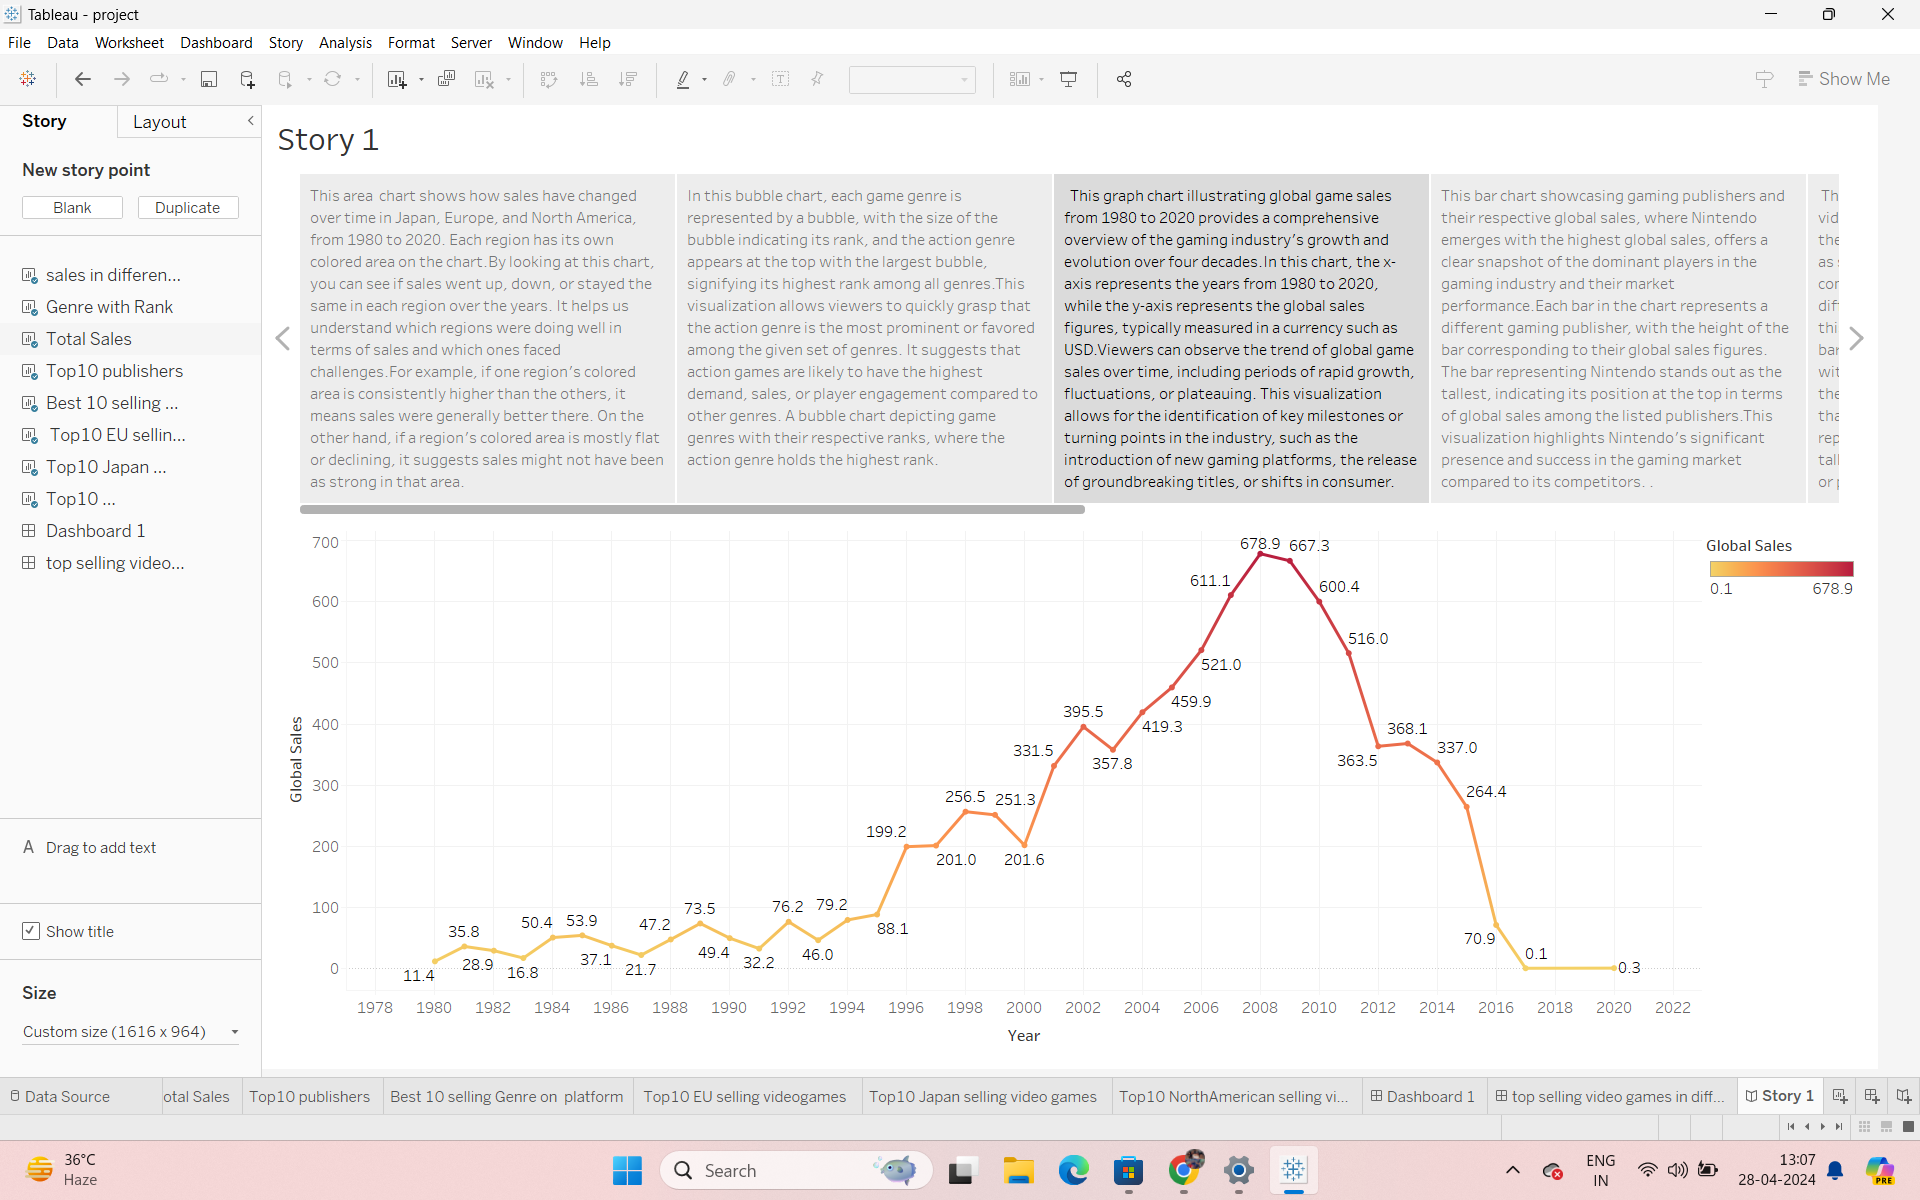 Tableau - project
File Data Worksheet Dashboard Story Analysis Format Server Window Help
Show Me
Story Layout
New story point
Blank Duplicate
sales in differen...
Genre with Rank
Total Sales
Top10 publishers
Best 10 selling ...
Top10 EU sellin...
Top10 Japan ...
Top10 ...
Dashboard 1
top selling video...
A Drag to add text
Show title
Size
Custom size (1616 x 964)
Story 1
This area chart shows how sales have changed
over time in Japan, Europe, and North America,
from 1980 to 2020. Each region has its own
colored area on the chart.By looking at this chart,
you can see if sales went up, down, or stayed the
same in each region over the years. It helps us
understand which regions were doing well in
terms of sales and which ones faced
challenges.For example, if one region's colored
area is consistently higher than the others, it
means sales were generally better there. On the
other hand, if a region's colored area is mostly flat
or declining, it suggests sales might not have been
as strong in that area.
In this bubble chart, each game genre is
represented by a bubble, with the size of the
bubble indicating its rank, and the action genre
appears at the top with the largest bubble,
signifying its highest rank among all genres.This
visualization allows viewers to quickly grasp that
the action genre is the most prominent or favored
among the given set of genres. It suggests that
action games are likely to have the highest
demand, sales, or player engagement compared to
other genres. A bubble chart depicting game
genres with their respective ranks, where the
action genre holds the highest rank.
This graph chart illustrating global game sales
from 1980 to 2020 provides a comprehensive
overview of the gaming industry's growth and
evolution over four decades.In this chart, the x-
axis represents the years from 1980 to 2020,
while the y-axis represents the global sales
figures, typically measured in a currency such as
USD.Viewers can observe the trend of global game
sales over time, including periods of rapid growth,
fluctuations, or plateauing. This visualization
allows for the identification of key milestones or
turning points in the industry, such as the
introduction of new gaming platforms, the release
of groundbreaking titles, or shifts in consumer.
This bar chart showcasing gaming publishers and
their respective global sales, where Nintendo
emerges with the highest global sales, offers a
clear snapshot of the dominant players in the
gaming industry and their market
performance.Each bar in the chart represents a
different gaming publisher, with the height of the
bar corresponding to their global sales figures.
The bar representing Nintendo stands out as the
tallest, indicating its position at the top in terms
of global sales among the listed publishers.This
visualization highlights Nintendo's significant
presence and success in the gaming market
compared to its competitors. .
Th
vid
the
as
cor
dif
thi
bar
wit
the
tha
rep
tal
or
Global Sales
0.1 678.9
Global Sales
700
600
500
400
300
200
100
0
11.4 35.8 28.9 16.8 50.4 53.9 37.1 21.7 47.2 73.5 49.4 32.2 76.2 46.0 79.2 88.1 199.2 201.0 256.5 251.3 201.6 331.5 395.5 357.8 419.3 459.9 521.0 611.1 678.9 667.3 600.4 516.0 363.5 368.1 337.0 264.4 70.9 0.1 0.3
1978 1980 1982 1984 1986 1988 1990 1992 1994 1996 1998 2000 2002 2004 2006 2008 2010 2012 2014 2016 2018 2020 2022
Year
Data Source otal Sales Top10 publishers Best 10 selling Genre on platform Top10 EU selling videogames Top10 Japan selling video games Top10 NorthAmerican selling vi... Dashboard 1 top selling video games in diff... Story 1
36°C
Haze
Search
PRE
ENG
IN
13:07
28-04-2024